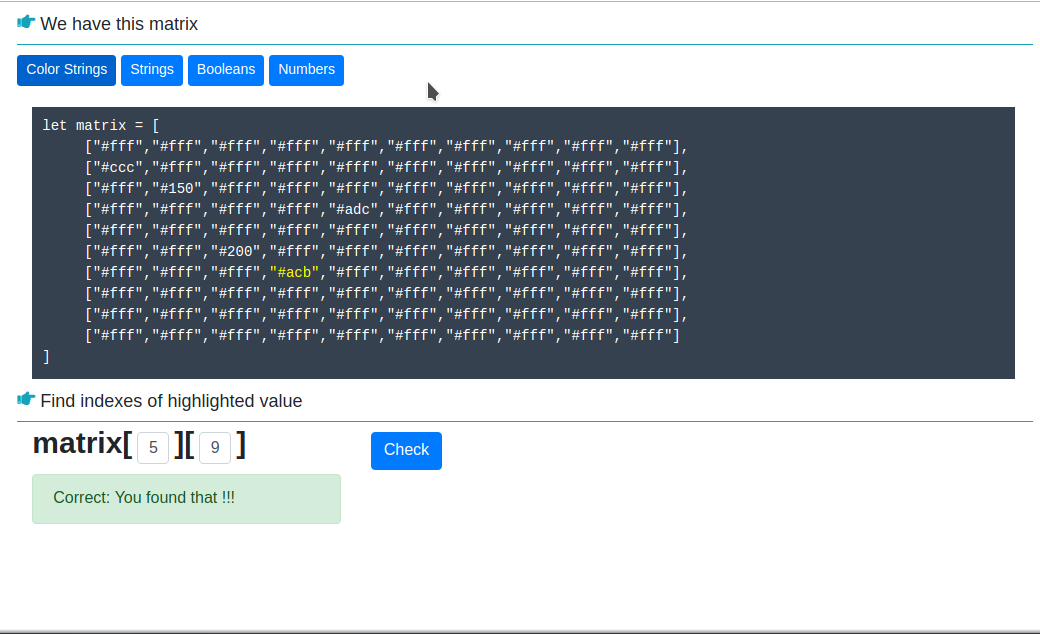 We have this matrix
Color Strings Strings Booleans Numbers
let matrix = [
["#fff","#fff","#fff","#fff","#fff","#fff","#fff","#fff","#fff","#fff"],
["#ccc","#fff","#fff","#fff","#fff","#fff","#fff","#fff","#fff","#fff"],
["#fff","#150","#fff","#fff","#fff","#fff","#fff","#fff","#fff","#fff"],
["#fff","#fff","#fff","#fff","#adc","#fff","#fff","#fff","#fff","#fff"],
["#fff","#fff","#fff","#fff","#fff","#fff","#fff","#fff","#fff","#fff"],
["#fff","#fff","#200","#fff","#fff","#fff","#fff","#fff","#fff","#fff"],
["#fff","#fff","#fff","#acb","#fff","#fff","#fff","#fff","#fff","#fff"],
["#fff","#fff","#fff","#fff","#fff","#fff","#fff","#fff","#fff","#fff"],
["#fff","#fff","#fff","#fff","#fff","#fff","#fff","#fff","#fff","#fff"],
["#fff","#fff","#fff","#fff","#fff","#fff","#fff","#fff","#fff","#fff"]
]
Find indexes of highlighted value
matrix[ 5 ][ 9 ] Check
Correct: You found that !!!